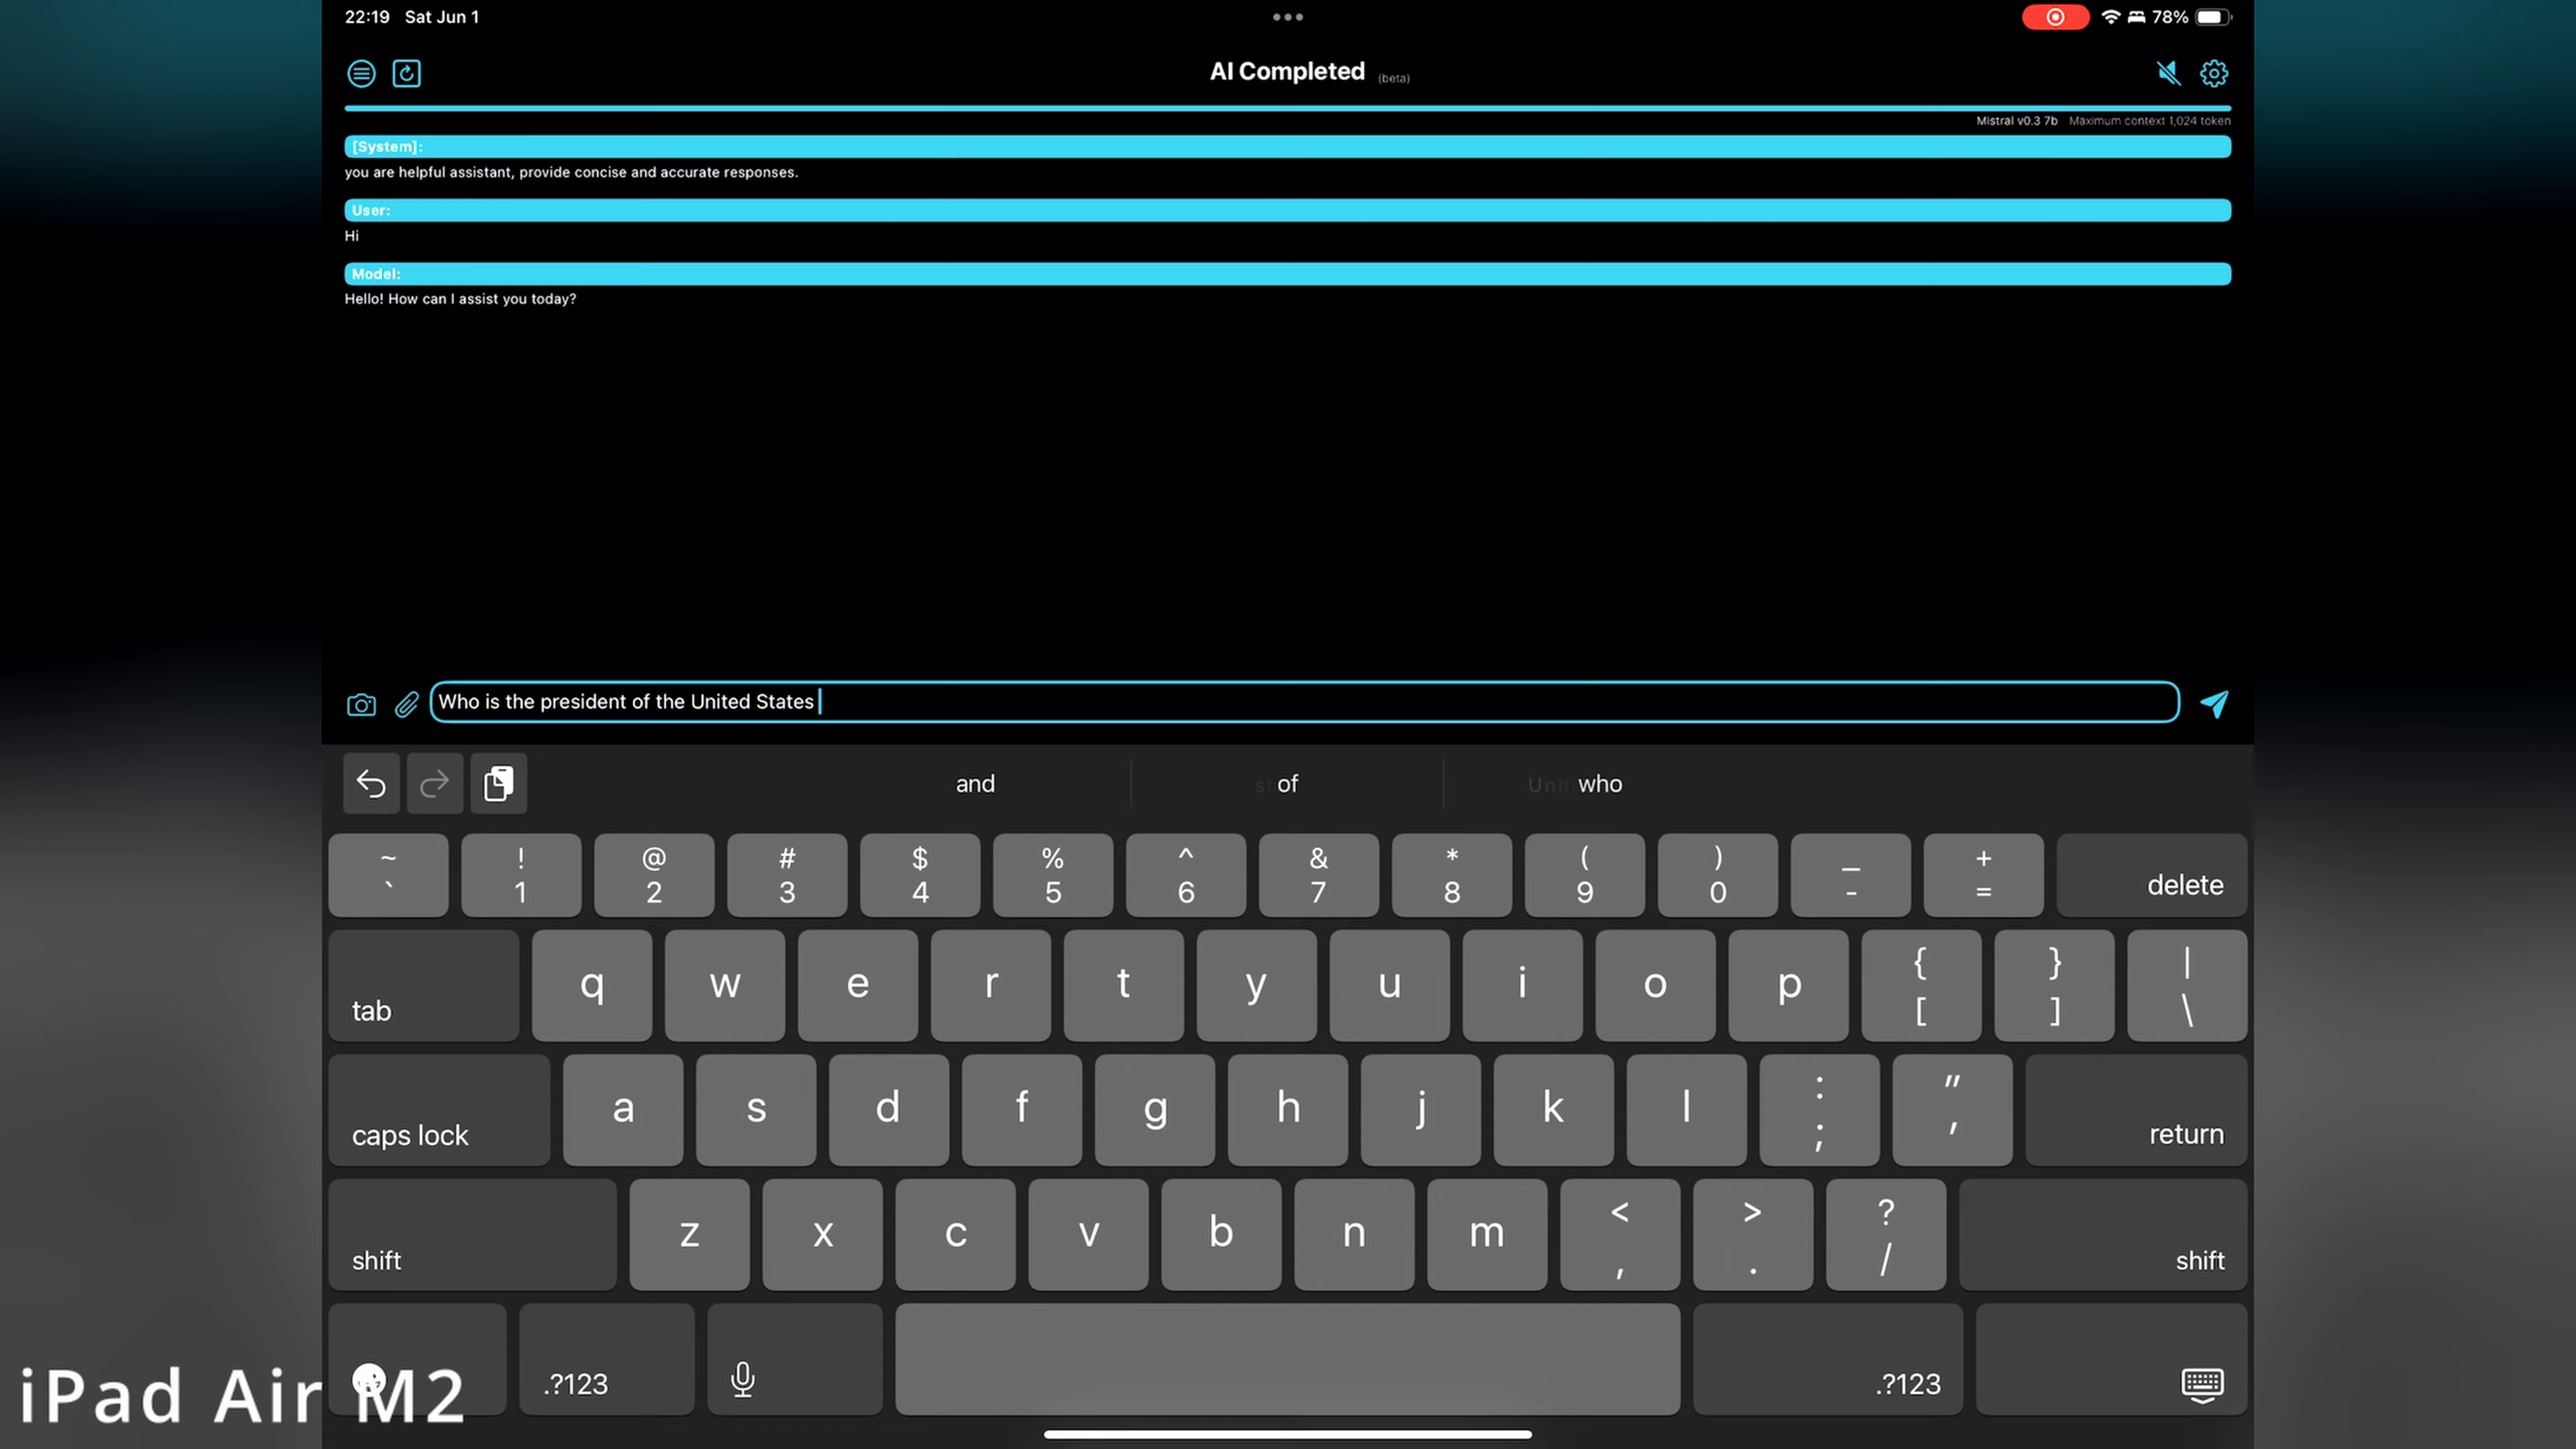 22:19 Sat Jun 1
78%
AI Completed (beta)
Mistral v0.3 7b Maximum context 1,024 token
[System]:
you are helpful assistant, provide concise and accurate responses.
User:
Hi
Model:
Hello! How can I assist you today?
Who is the president of the United States
and of who
~ ! @ # $ % ^ & * ( ) _ +
` 1 2 3 4 5 6 7 8 9 0 - = delete
tab q w e r t y u i o p { [ } ] | \
caps lock a s d f g h j k l : ; " ' return
shift z x c v b n m < , > . ? / shift
.?123 .?123
iPad Air M2